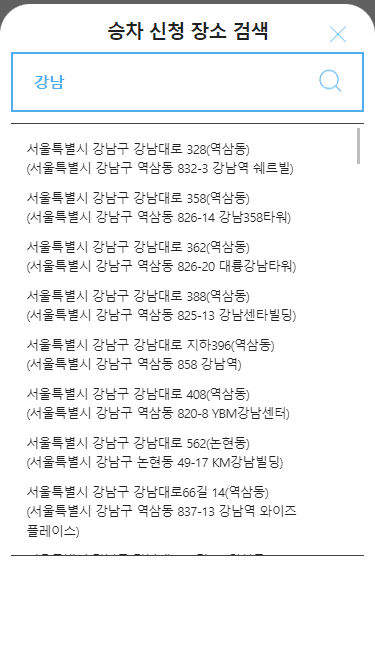 승차 신청 장소 검색
강남
서울특별시 강남구 강남대로 328(역삼동)
(서울특별시 강남구 역삼동 832-3 강남역 쉐르빌)
서울특별시 강남구 강남대로 358(역삼동)
(서울특별시 강남구 역삼동 826-14 강남358타워)
서울특별시 강남구 강남대로 362(역삼동)
(서울특별시 강남구 역삼동 826-20 대륭강남타워)
서울특별시 강남구 강남대로 388(역삼동)
(서울특별시 강남구 역삼동 825-13 강남센타빌딩)
서울특별시 강남구 강남대로 지하396(역삼동)
(서울특별시 강남구 역삼동 858 강남역)
서울특별시 강남구 강남대로 408(역삼동)
(서울특별시 강남구 역삼동 820-8 YBM강남센터)
서울특별시 강남구 강남대로 562(논현동)
(서울특별시 강남구 논현동 49-17 KM강남빌딩)
서울특별시 강남구 강남대로66길 14(역삼동)
(서울특별시 강남구 역삼동 837-13 강남역 와이즈
플레이스)